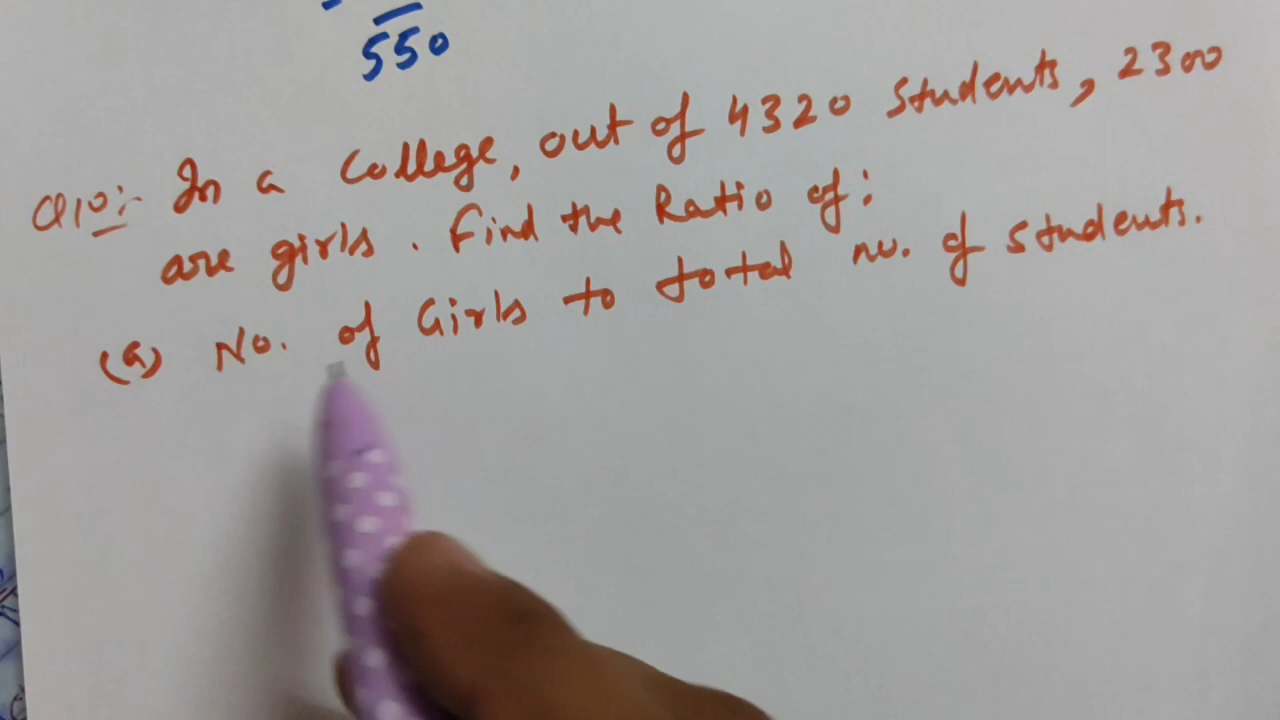 550
Q10:- In a College, out of 4320 students, 2300
are girls. Find the Ratio of:
(a) No. of Girls to total no. of students.